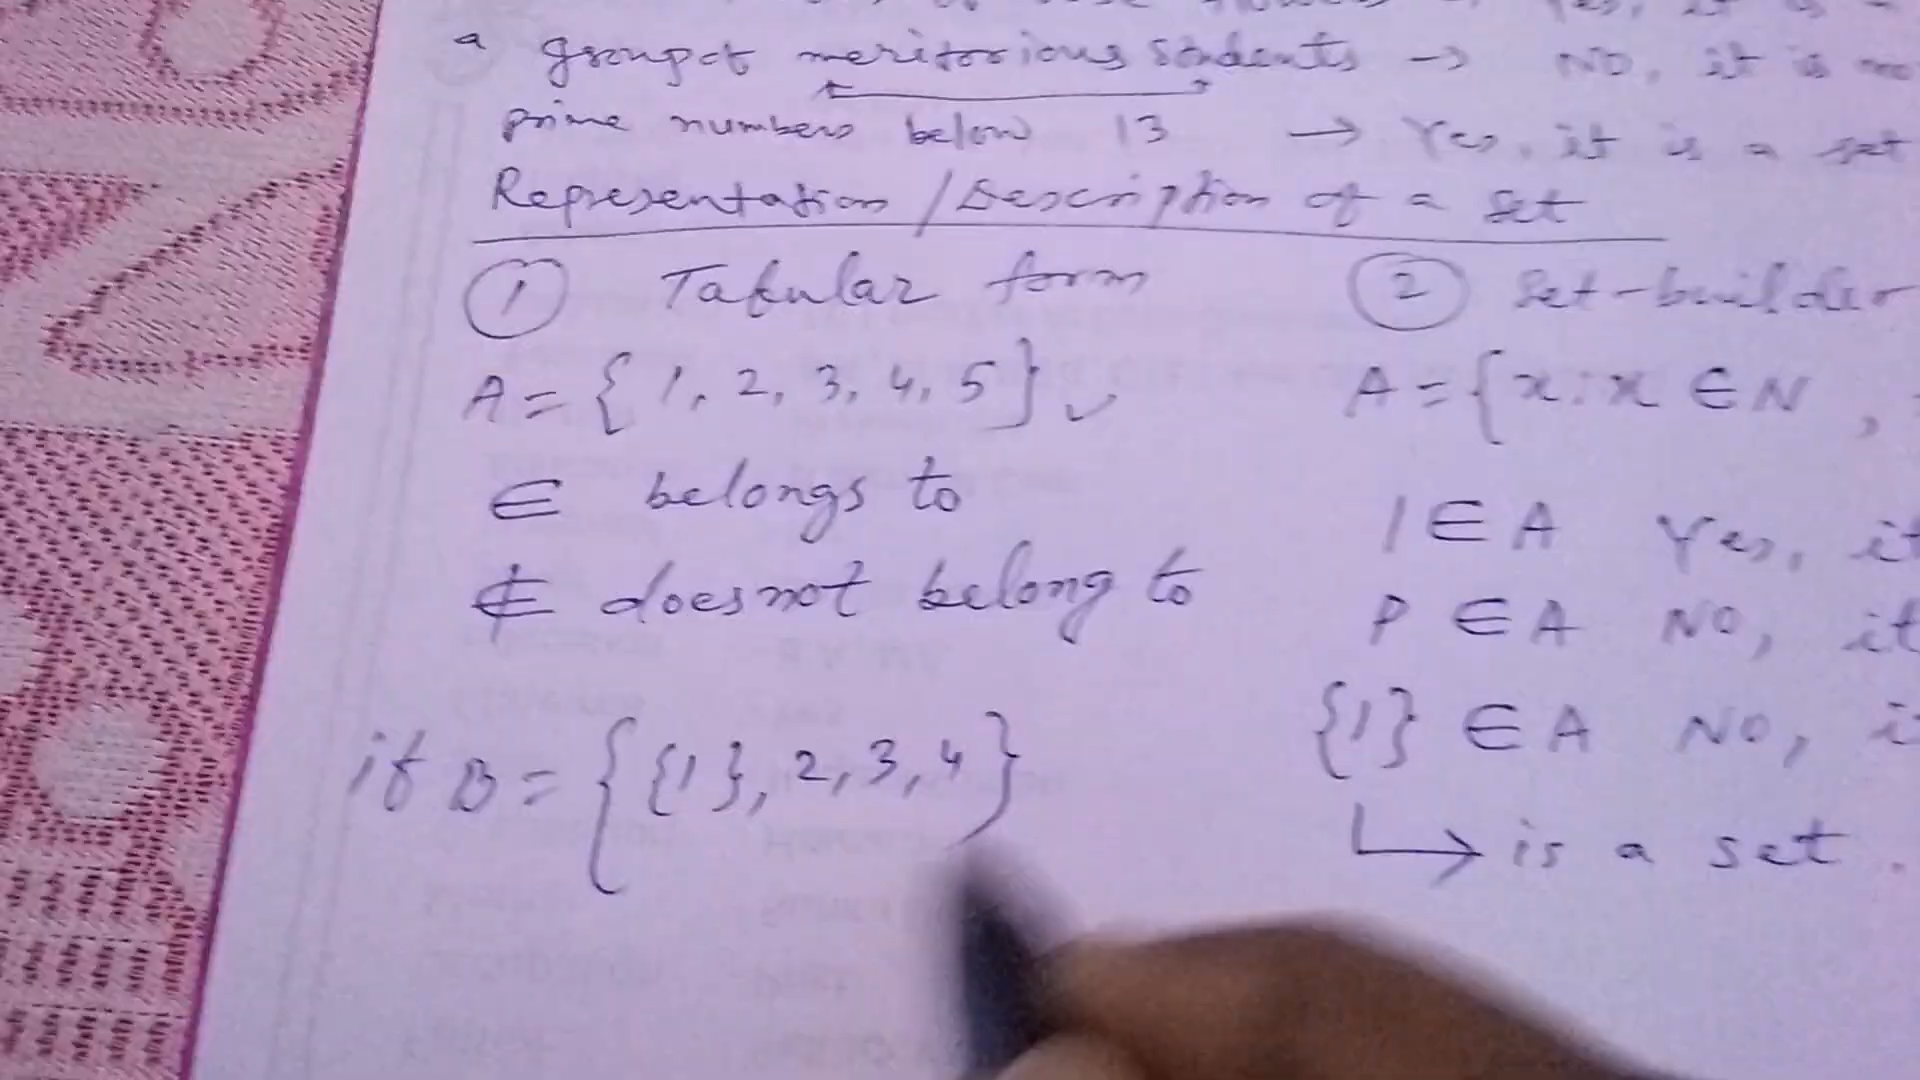 a group of meritorious students → NO, it is
prime numbers below 13 → Yes, it is a set
Representation / Description of a set
① Tabular form ② Set-builder
A = { 1, 2, 3, 4, 5 } ✓ A = { x : x ∈ N ,
∈ belongs to 1 ∈ A Yes, it
∉ does not belong to P ∈ A NO, it
{1} ∈ A NO, i
if B = { {1}, 2, 3, 4 }
↳ is a set .